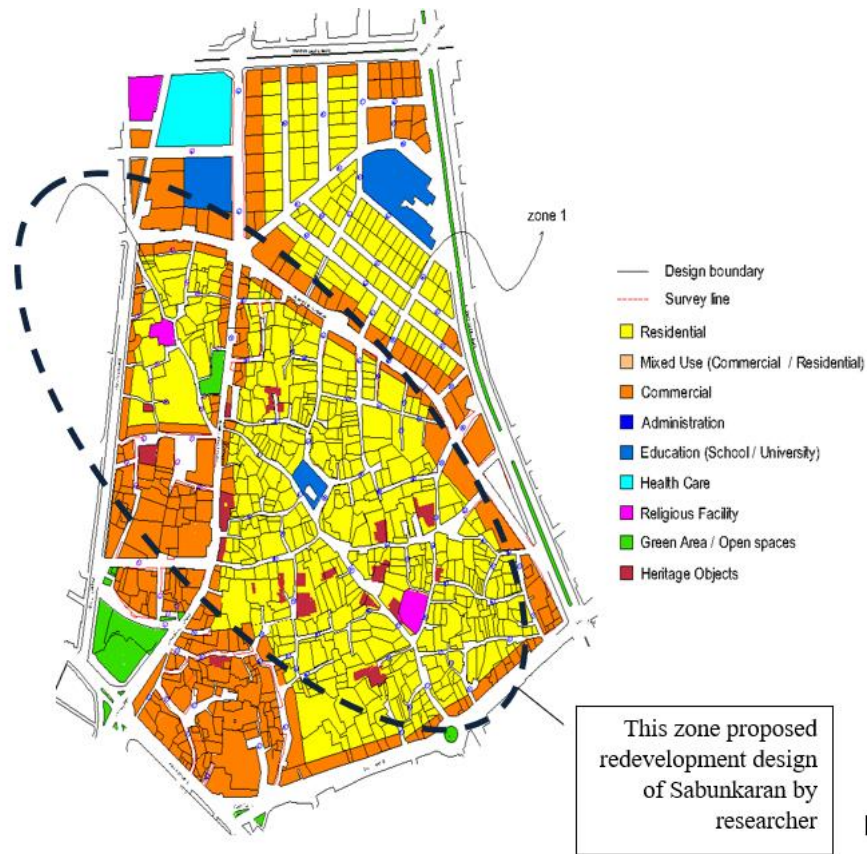 zone 1
Design boundary
Survey line
Residential
Mixed Use (Commercial / Residential)
Commercial
Administration
Education (School / University)
Health Care
Religious Facility
Green Area / Open spaces
Heritage Objects
This zone proposed
redevelopment design
of Sabunkaran by
researcher